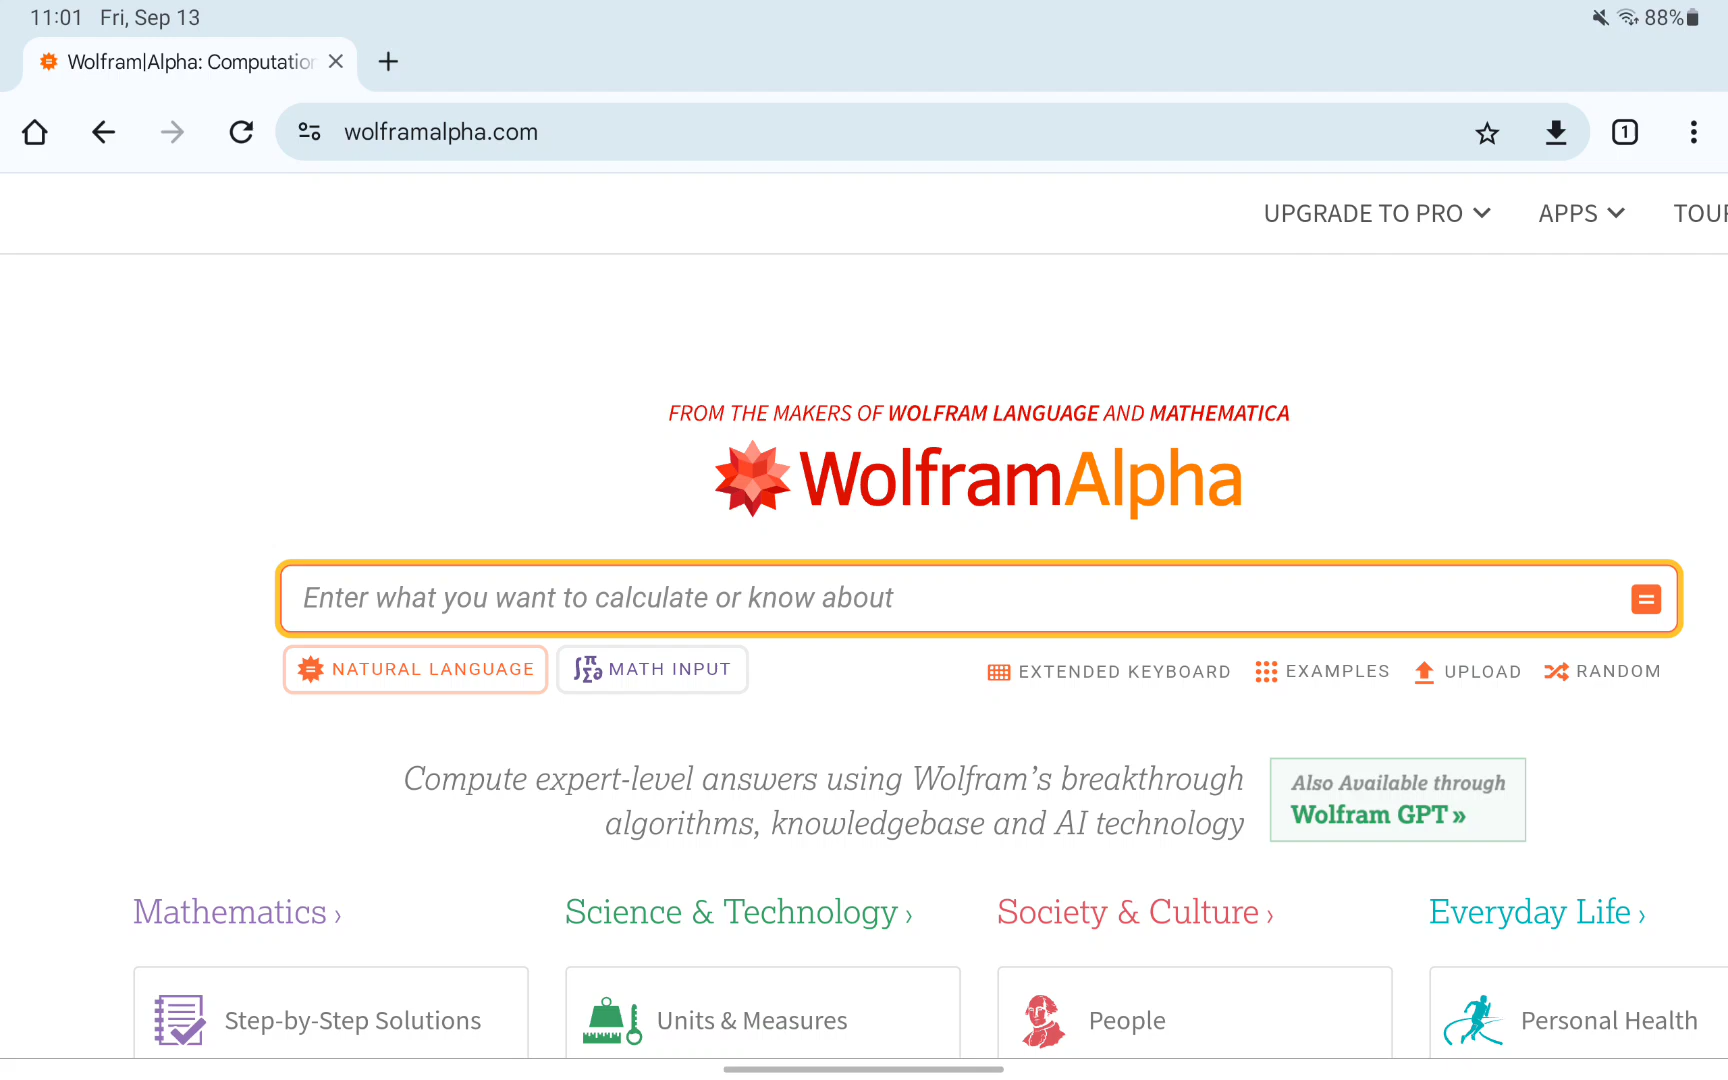 11:01 Fri, Sep 13
88%
Wolfram|Alpha: Computation
wolframalpha.com
1
UPGRADE TO PRO APPS TOUR
FROM THE MAKERS OF WOLFRAM LANGUAGE AND MATHEMATICA
WolframAlpha
Enter what you want to calculate or know about
NATURAL LANGUAGE MATH INPUT EXTENDED KEYBOARD EXAMPLES UPLOAD RANDOM
Compute expert-level answers using Wolfram's breakthrough
algorithms, knowledgebase and AI technology
Also Available through
Wolfram GPT »
Mathematics › Science & Technology › Society & Culture › Everyday Life ›
Step-by-Step Solutions Units & Measures People Personal Health